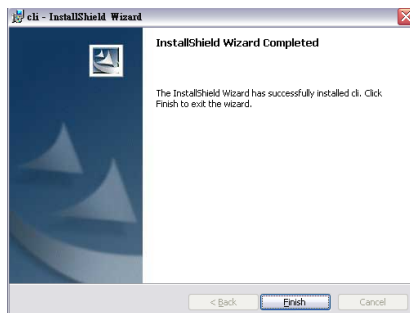 cli - InstallShield Wizard
InstallShield Wizard Completed
The InstallShield Wizard has successfully installed cli. Click
Finish to exit the wizard.
< Back
Finish
Cancel